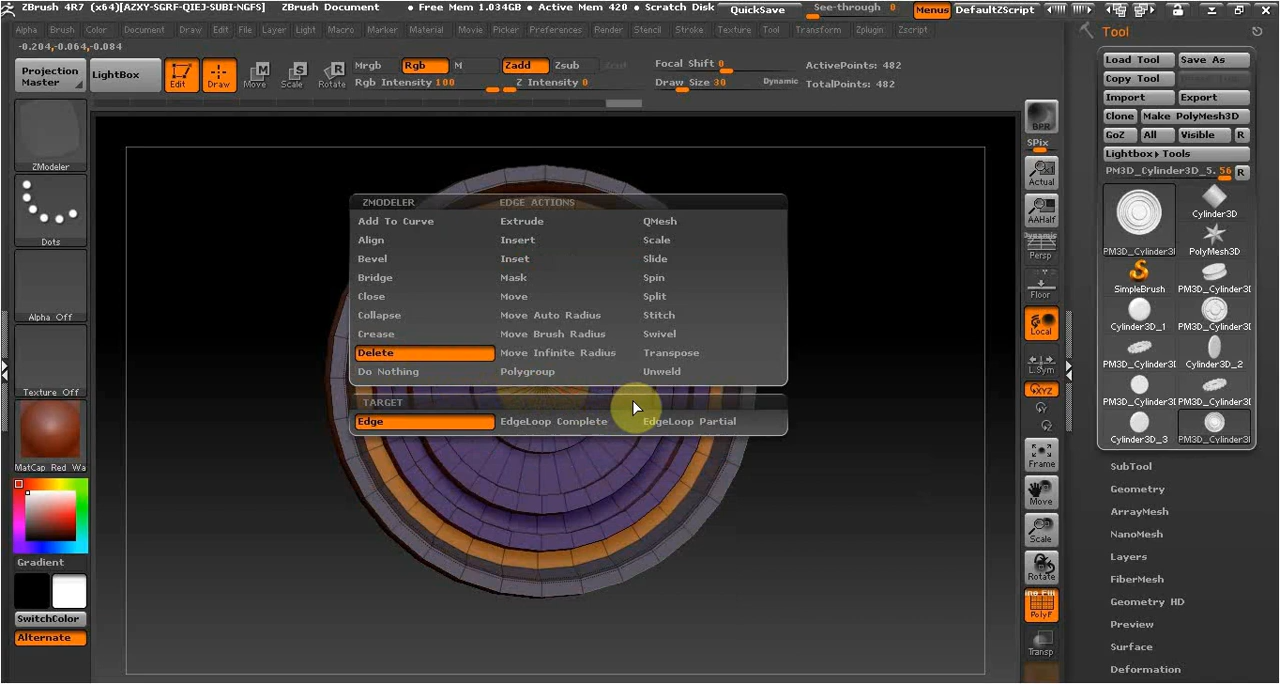 ZBrush 4R7 (x64)[AZXY-SGRF-QIEJ-SUBI-NGFS] ZBrush Document • Free Mem 1.034GB • Active Mem 420 • Scratch Disk QuickSave See-through 0 Menus DefaultZScript
Alpha Brush Color Document Draw Edit File Layer Light Macro Marker Material Movie Picker Preferences Render Stencil Stroke Texture Tool Transform Zplugin Zscript
-0.204,-0.064,-0.084
Projection Master
LightBox
Edit
Draw
Move
Scale
Rotate
Mrgb Rgb M
Rgb Intensity 100
Zadd Zsub
Z Intensity 0
Focal Shift 0
Draw Size 30 Dynamic
ActivePoints: 482
TotalPoints: 482
ZModeler
Dots
Alpha Off
Texture Off
MatCap Red Wa
Gradient
SwitchColor
Alternate
ZMODELER EDGE ACTIONS
Add To Curve Extrude QMesh
Align Insert Scale
Bevel Inset Slide
Bridge Mask Spin
Close Move Split
Collapse Move Auto Radius Stitch
Crease Move Brush Radius Swivel
Delete Move Infinite Radius Transpose
Do Nothing Polygroup Unweld
TARGET
Edge EdgeLoop Complete EdgeLoop Partial
BPR
SPix
Actual
AAHalf
Dynamic
Persp
Floor
Local
L.Sym
XYZ
Frame
Move
Scale
Rotate
PolyF
Transp
Tool
Load Tool Save As
Copy Tool
Import Export
Clone Make PolyMesh3D
GoZ All Visible R
Lightbox▸Tools
PM3D_Cylinder3D_5. 56 R
PM3D_Cylinder3D
Cylinder3D
PolyMesh3D
SimpleBrush PM3D_Cylinder3D
Cylinder3D_1 PM3D_Cylinder3D
PM3D_Cylinder3D Cylinder3D_2
PM3D_Cylinder3D PM3D_Cylinder3D
Cylinder3D_3 PM3D_Cylinder3D
SubTool
Geometry
ArrayMesh
NanoMesh
Layers
FiberMesh
Geometry HD
Preview
Surface
Deformation